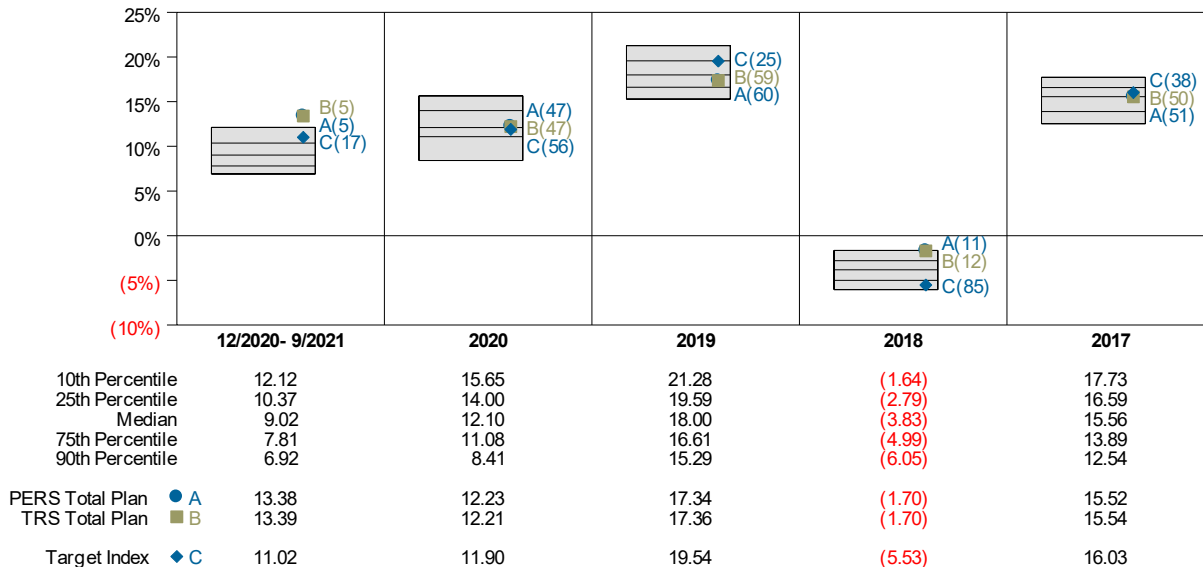 25%
20%
15%
10%
5%
0%
(5%)
(10%)
B(5)
A(5)
C(17)
A(47)
B(47)
C(56)
C(25)
B(59)
A(60)
A(11)
B(12)
C(85)
C(38)
B(50)
A(51)
12/2020- 9/2021 2020 2019 2018 2017
10th Percentile 12.12 15.65 21.28 (1.64) 17.73
25th Percentile 10.37 14.00 19.59 (2.79) 16.59
Median 9.02 12.10 18.00 (3.83) 15.56
75th Percentile 7.81 11.08 16.61 (4.99) 13.89
90th Percentile 6.92 8.41 15.29 (6.05) 12.54
PERS Total Plan A 13.38 12.23 17.34 (1.70) 15.52
TRS Total Plan B 13.39 12.21 17.36 (1.70) 15.54
Target Index C 11.02 11.90 19.54 (5.53) 16.03